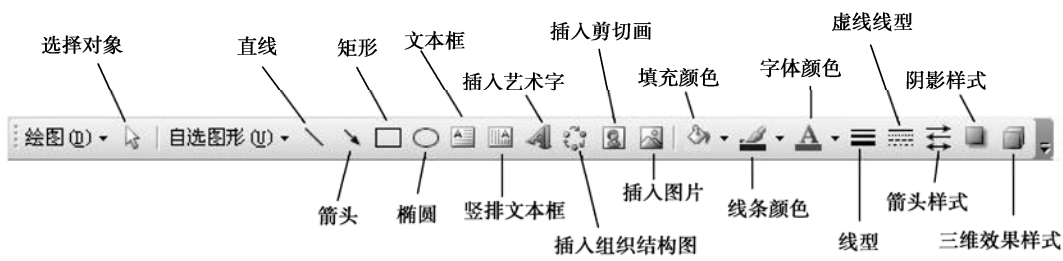 选择对象
直线
矩形
文本框
插入艺术字
插入剪切画
填充颜色
字体颜色
虚线线型
阴影样式
绘图(D)
自选图形(U)
箭头
椭圆
竖排文本框
插入组织结构图
插入图片
线条颜色
线型
箭头样式
三维效果样式